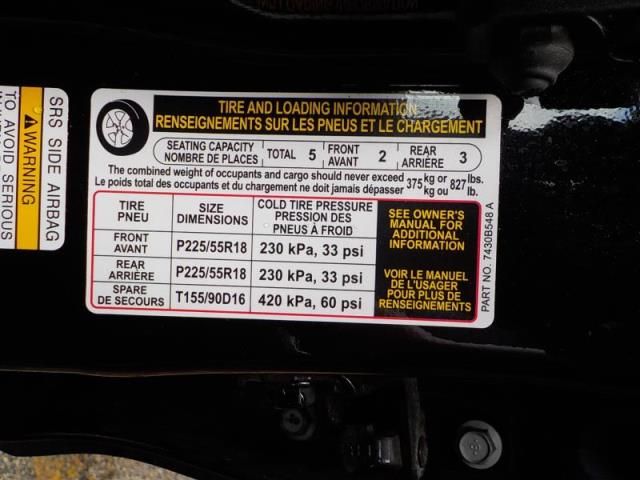 SRS SIDE AIRBAG
WARNING
TO AVOID SERIOUS
TIRE AND LOADING INFORMATION
RENSEIGNEMENTS SUR LES PNEUS ET LE CHARGEMENT
SEATING CAPACITY
NOMBRE DE PLACES
TOTAL 5
FRONT
AVANT
2
REAR
ARRIÈRE
3
The combined weight of occupants and cargo should never exceed 375 kg or 827 lbs.
Le poids total des occupants et du chargement ne doit jamais dépasser 375 kg ou 827 lb.
TIRE
PNEU
SIZE
DIMENSIONS
COLD TIRE PRESSURE
PRESSION DES
PNEUS À FROID
FRONT
AVANT
P225/55R18
230 kPa, 33 psi
REAR
ARRIÈRE
P225/55R18
230 kPa, 33 psi
SPARE
DE SECOURS
T155/90D16
420 kPa, 60 psi
SEE OWNER'S
MANUAL FOR
ADDITIONAL
INFORMATION
VOIR LE MANUEL
DE L'USAGER
POUR PLUS DE
RENSEIGNEMENTS
PART NO. 7430B548 A